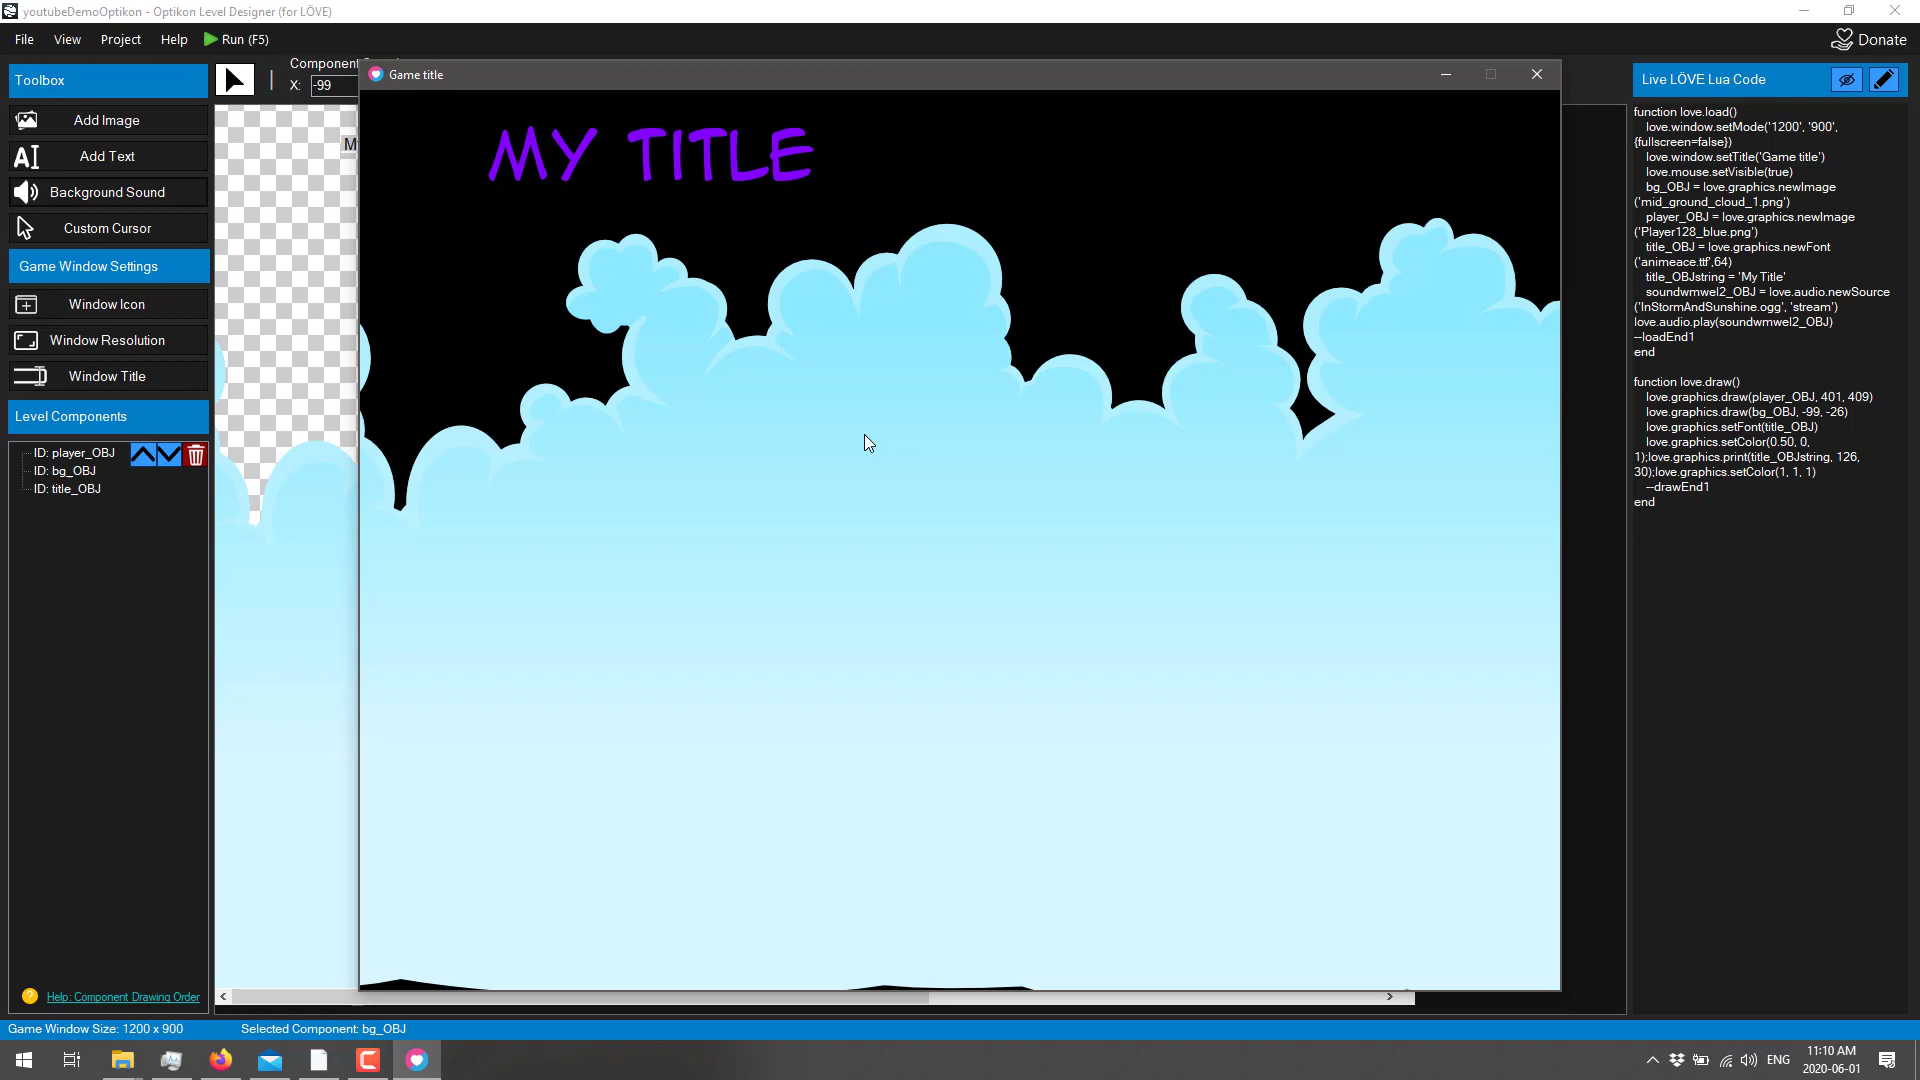 youtubeDemoOptikon - Optikon Level Designer (for LÖVE)
File View Project Help Run (F5)
Donate
Toolbox
Component
X: -99
Game title
Live LÖVE Lua Code
Add Image
Add Text
Background Sound
Custom Cursor
Game Window Settings
Window Icon
Window Resolution
Window Title
Level Components
ID: player_OBJ
ID: bg_OBJ
ID: title_OBJ
Help: Component Drawing Order
M
MY TITLE
function love.load()
love.window.setMode('1200', '900',
{fullscreen=false})
love.window.setTitle('Game title')
love.mouse.setVisible(true)
bg_OBJ = love.graphics.newImage
('mid_ground_cloud_1.png')
player_OBJ = love.graphics.newImage
('Player128_blue.png')
title_OBJ = love.graphics.newFont
('animeace.ttf',64)
title_OBJstring = 'My Title'
soundwmwel2_OBJ = love.audio.newSource
('InStormAndSunshine.ogg', 'stream')
love.audio.play(soundwmwel2_OBJ)
--loadEnd1
end
function love.draw()
love.graphics.draw(player_OBJ, 401, 409)
love.graphics.draw(bg_OBJ, -99, -26)
love.graphics.setFont(title_OBJ)
love.graphics.setColor(0.50, 0,
1);love.graphics.print(title_OBJstring, 126,
30);love.graphics.setColor(1, 1, 1)
--drawEnd1
end
Game Window Size: 1200 x 900
Selected Component: bg_OBJ
ENG
11:10 AM
2020-06-01